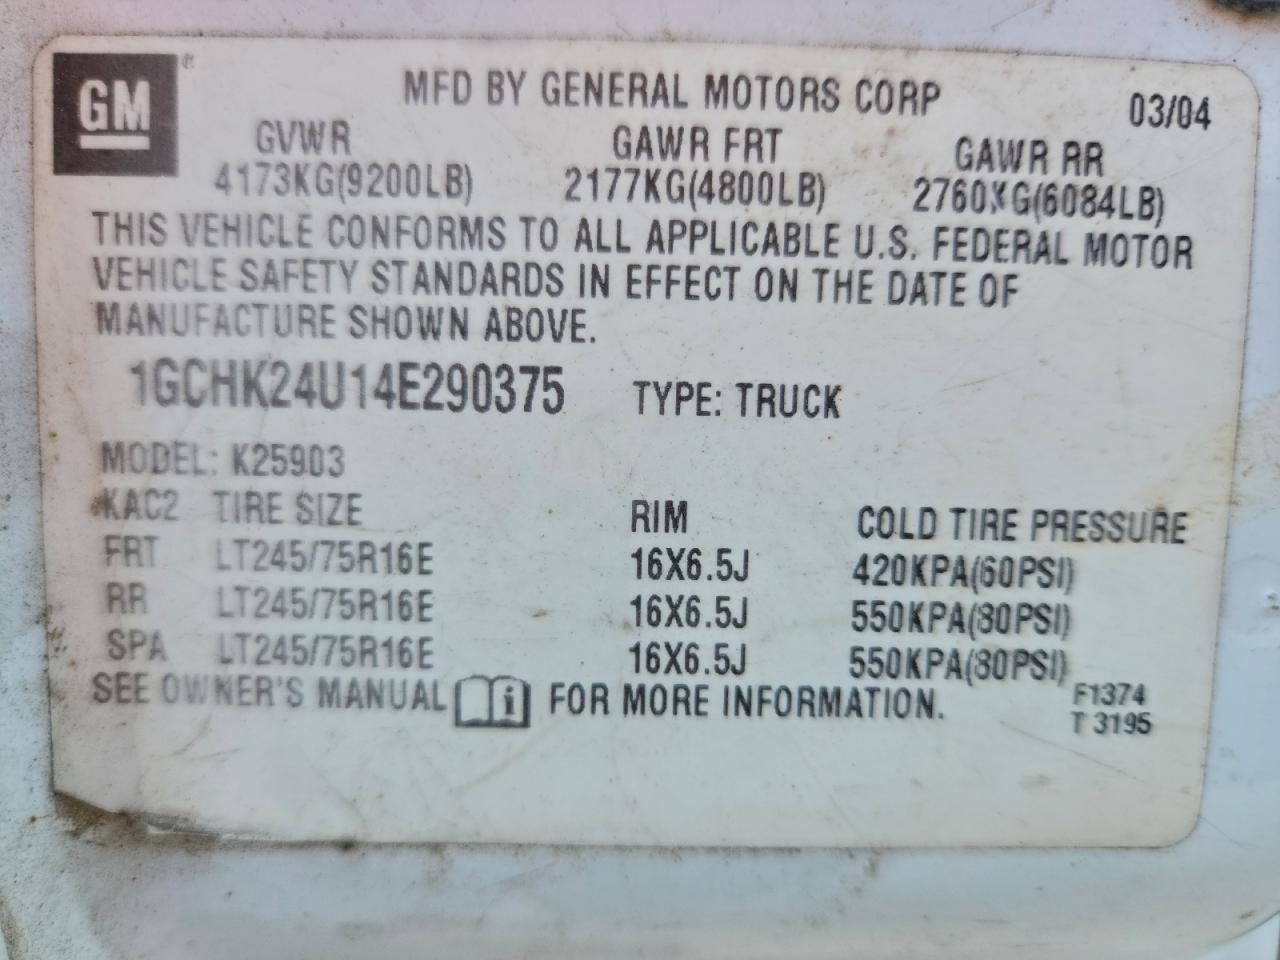 GM
MFD BY GENERAL MOTORS CORP 03/04
GVWR GAWR FRT GAWR RR
4173KG(9200LB) 2177KG(4800LB) 2760KG(6084LB)
THIS VEHICLE CONFORMS TO ALL APPLICABLE U.S. FEDERAL MOTOR
VEHICLE SAFETY STANDARDS IN EFFECT ON THE DATE OF
MANUFACTURE SHOWN ABOVE.
1GCHK24U14E290375 TYPE: TRUCK
MODEL: K25903
KAC2 TIRE SIZE RIM COLD TIRE PRESSURE
FRT LT245/75R16E 16X6.5J 420KPA(60PSI)
RR LT245/75R16E 16X6.5J 550KPA(80PSI)
SPA LT245/75R16E 16X6.5J 550KPA(80PSI)
SEE OWNER'S MANUAL i FOR MORE INFORMATION.
F1374
T 3195